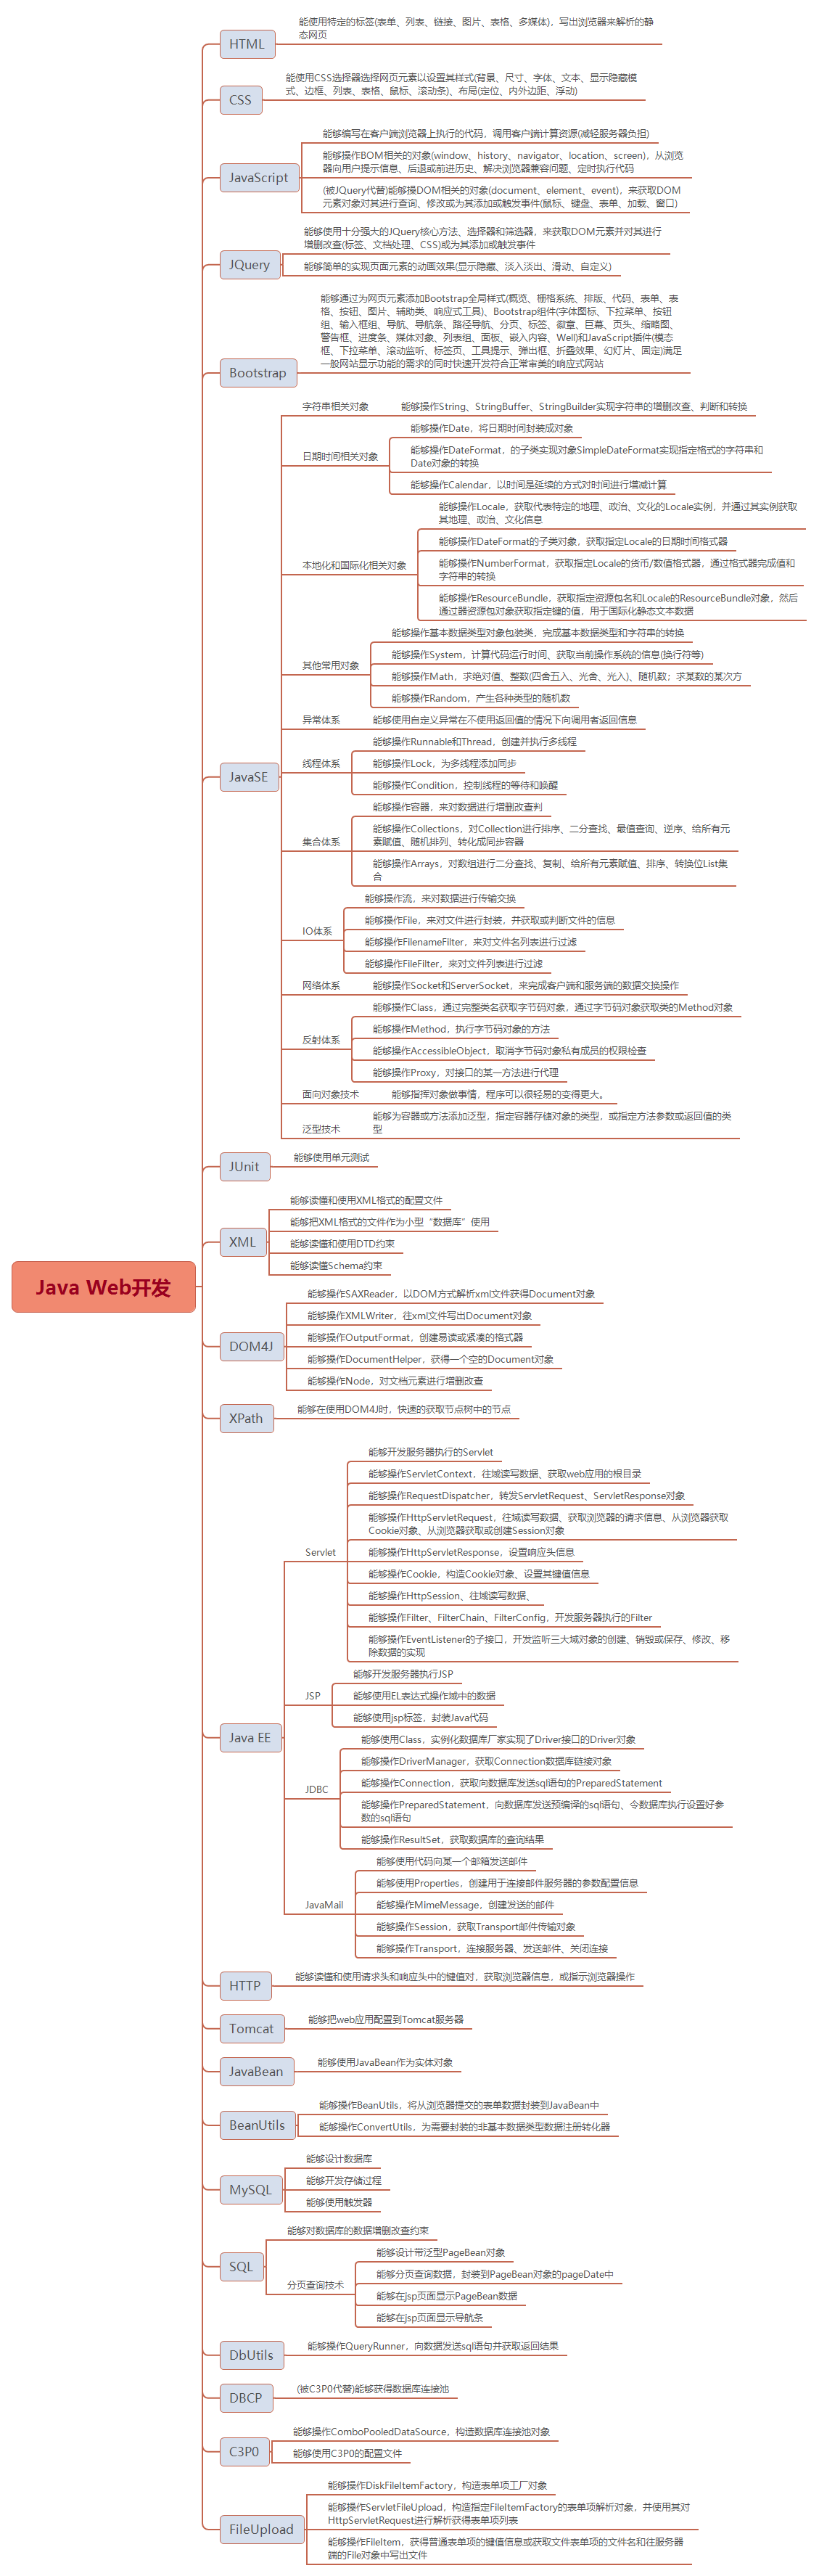 HTML
能使用特定的标签(表单、列表、链接、图片、表格、多媒体)，写出浏览器来解析的静
态网页
CSS
能使用CSS选择器选择网页元素以设置其样式(背景、尺寸、字体、文本、显示隐藏模
式、边框、列表、表格、鼠标、滚动条)、布局(定位、内外边距、浮动)
JavaScript
能够编写在客户端浏览器上执行的代码，调用客户端计算资源(减轻服务器负担)
能够操作BOM相关的对象(window、history、navigator、location、screen)，从浏览
器向用户提示信息、后退或前进历史、解决浏览器兼容问题、定时执行代码
(被JQuery代替)能够操DOM相关的对象(document、element、event)，来获取DOM
元素对象对其进行查询、修改或为其添加或触发事件(鼠标、键盘、表单、加载、窗口)
JQuery
能够使用十分强大的JQuery核心方法、选择器和筛选器，来获取DOM元素并对其进行
增删改查(标签、文档处理、CSS)或为其添加或触发事件
能够简单的实现页面元素的动画效果(显示隐藏、淡入淡出、滑动、自定义)
Bootstrap
能够通过为网页元素添加Bootstrap全局样式(概览、栅格系统、排版、代码、表单、表
格、按钮、图片、辅助类、响应式工具)、Bootstrap组件(字体图标、下拉菜单、按钮
组、输入框组、导航、导航条、路径导航、分页、标签、徽章、巨幕、页头、缩略图、
警告框、进度条、媒体对象、列表组、面板、嵌入内容、Well)和JavaScript插件(模态
框、下拉菜单、滚动监听、标签页、工具提示、弹出框、折叠效果、幻灯片、固定)满足
一般网站显示功能的需求的同时快速开发符合正常审美的响应式网站
JavaSE
字符串相关对象
能够操作String、StringBuffer、StringBuilder实现字符串的增删改查、判断和转换
日期时间相关对象
能够操作Date，将日期时间封装成对象
能够操作DateFormat，的子类实现对象SimpleDateFormat实现指定格式的字符串和
Date对象的转换
能够操作Calendar，以时间是延续的方式对时间进行增减计算
本地化和国际化相关对象
能够操作Locale，获取代表特定的地理、政治、文化的Locale实例，并通过其实例获取
其地理、政治、文化信息
能够操作DateFormat的子类对象，获取指定Locale的日期时间格式器
能够操作NumberFormat，获取指定Locale的货币/数值格式器，通过格式器完成值和
字符串的转换
能够操作ResourceBundle，获取指定资源包名和Locale的ResourceBundle对象，然后
通过器资源包对象获取指定键的值，用于国际化静态文本数据
其他常用对象
能够操作基本数据类型对象包装类，完成基本数据类型和字符串的转换
能够操作System，计算代码运行时间、获取当前操作系统的信息(换行符等)
能够操作Math，求绝对值、整数(四舍五入、光舍、光入)、随机数；求某数的某次方
能够操作Random，产生各种类型的随机数
异常体系
能够使用自定义异常在不使用返回值的情况下向调用者返回信息
线程体系
能够操作Runnable和Thread，创建并执行多线程
能够操作Lock，为多线程添加同步
能够操作Condition，控制线程的等待和唤醒
集合体系
能够操作容器，来对数据进行增删改查判
能够操作Collections，对Collection进行排序、二分查找、最值查询、逆序、给所有元
素赋值、随机排列、转化成同步容器
能够操作Arrays，对数组进行二分查找、复制、给所有元素赋值、排序、转换位List集
合
IO体系
能够操作流，来对数据进行传输交换
能够操作File，来对文件进行封装，并获取或判断文件的信息
能够操作FilenameFilter，来对文件名列表进行过滤
能够操作FileFilter，来对文件列表进行过滤
网络体系
能够操作Socket和ServerSocket，来完成客户端和服务端的数据交换操作
反射体系
能够操作Class，通过完整类名获取字节码对象，通过字节码对象获取类的Method对象
能够操作Method，执行字节码对象的方法
能够操作AccessibleObject，取消字节码对象私有成员的权限检查
能够操作Proxy，对接口的某一方法进行代理
面向对象技术
能够指挥对象做事情，程序可以很轻易的变得更大。
泛型技术
能够为容器或方法添加泛型，指定容器存储对象的类型，或指定方法参数或返回值的类
型
JUnit
能够使用单元测试
XML
能够读懂和使用XML格式的配置文件
能够把XML格式的文件作为小型“数据库”使用
能够读懂和使用DTD约束
能够读懂Schema约束
Java Web开发
DOM4J
能够操作SAXReader，以DOM方式解析xml文件获得Document对象
能够操作XMLWriter，往xml文件写出Document对象
能够操作OutputFormat，创建易读或紧凑的格式器
能够操作DocumentHelper，获得一个空的Document对象
能够操作Node，对文档元素进行增删改查
XPath
能够在使用DOM4J时，快速的获取节点树中的节点
Java EE
Servlet
能够开发服务器执行的Servlet
能够操作ServletContext，往域读写数据、获取web应用的根目录
能够操作RequestDispatcher，转发ServletRequest、ServletResponse对象
能够操作HttpServletRequest，往域读写数据、获取浏览器的请求信息、从浏览器获取
Cookie对象、从浏览器获取或创建Session对象
能够操作HttpServletResponse，设置响应头信息
能够操作Cookie，构造Cookie对象、设置其键值信息
能够操作HttpSession、往域读写数据、
能够操作Filter、FilterChain、FilterConfig，开发服务器执行的Filter
能够操作EventListener的子接口，开发监听三大域对象的创建、销毁或保存、修改、移
除数据的实现
JSP
能够开发服务器执行JSP
能够使用EL表达式操作域中的数据
能够使用jsp标签，封装Java代码
JDBC
能够使用Class，实例化数据库厂家实现了Driver接口的Driver对象
能够操作DriverManager，获取Connection数据库链接对象
能够操作Connection，获取向数据库发送sql语句的PreparedStatement
能够操作PreparedStatement，向数据库发送预编译的sql语句、令数据库执行设置好参
数的sql语句
能够操作ResultSet，获取数据库的查询结果
JavaMail
能够使用代码向某一个邮箱发送邮件
能够使用Properties，创建用于连接邮件服务器的参数配置信息
能够操作MimeMessage，创建发送的邮件
能够操作Session，获取Transport邮件传输对象
能够操作Transport，连接服务器、发送邮件、关闭连接
HTTP
能够读懂和使用请求头和响应头中的键值对，获取浏览器信息，或指示浏览器操作
Tomcat
能够把web应用配置到Tomcat服务器
JavaBean
能够使用JavaBean作为实体对象
BeanUtils
能够操作BeanUtils，将从浏览器提交的表单数据封装到JavaBean中
能够操作ConvertUtils，为需要封装的非基本数据类型数据注册转化器
MySQL
能够设计数据库
能够开发存储过程
能够使用触发器
SQL
能够对数据库的数据增删改查约束
分页查询技术
能够设计带泛型PageBean对象
能够分页查询数据，封装到PageBean对象的pageDate中
能够在jsp页面显示PageBean数据
能够在jsp页面显示导航条
DbUtils
能够操作QueryRunner，向数据发送sql语句并获取返回结果
DBCP
(被C3P0代替)能够获得数据库连接池
C3P0
能够操作ComboPooledDataSource，构造数据库连接池对象
能够使用C3P0的配置文件
FileUpload
能够操作DiskFileItemFactory，构造表单项工厂对象
能够操作ServletFileUpload，构造指定FileItemFactory的表单项解析对象，并使用其对
HttpServletRequest进行解析获得表单项列表
能够操作FileItem，获得普通表单项的键值信息或获取文件表单项的文件名和往服务器
端的File对象中写出文件